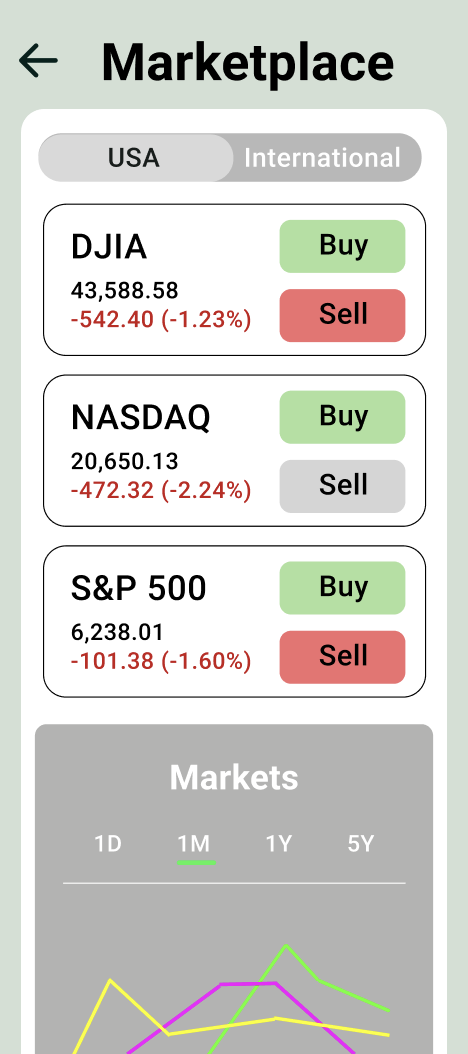 Marketplace
USA International
DJIA
Buy
43,588.58
-542.40 (-1.23%)
Sell
NASDAQ
Buy
20,650.13
-472.32 (-2.24%)
Sell
S&P 500
Buy
6,238.01
-101.38 (-1.60%)
Sell
Markets
1D 1M 1Y 5Y